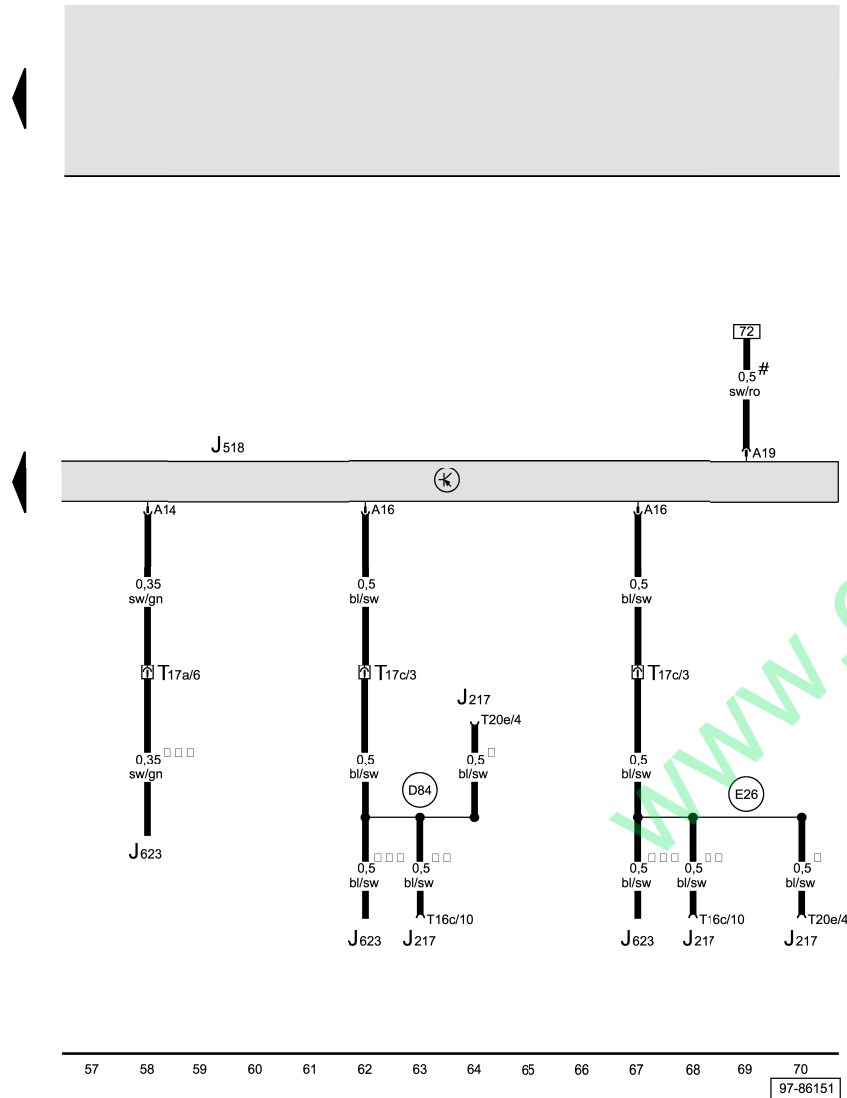 72
0,5 #
sw/ro
J518
A19
A14
A16
A16
0,35
sw/gn
0,5
bl/sw
0,5
bl/sw
T17a/6
T17c/3
T17c/3
J217
T20e/4
0,35 □ □ □
sw/gn
0,5
bl/sw
0,5 □
bl/sw
0,5
bl/sw
D84
E26
J623
0,5 □ □ □
bl/sw
0,5 □ □
bl/sw
0,5 □ □ □
bl/sw
0,5 □ □
bl/sw
0,5 □
bl/sw
T16c/10
T16c/10
T20e/4
J623
J217
J623
J217
J217
57 58 59 60 61 62 63 64 65 66 67 68 69 70
97-86151
www.